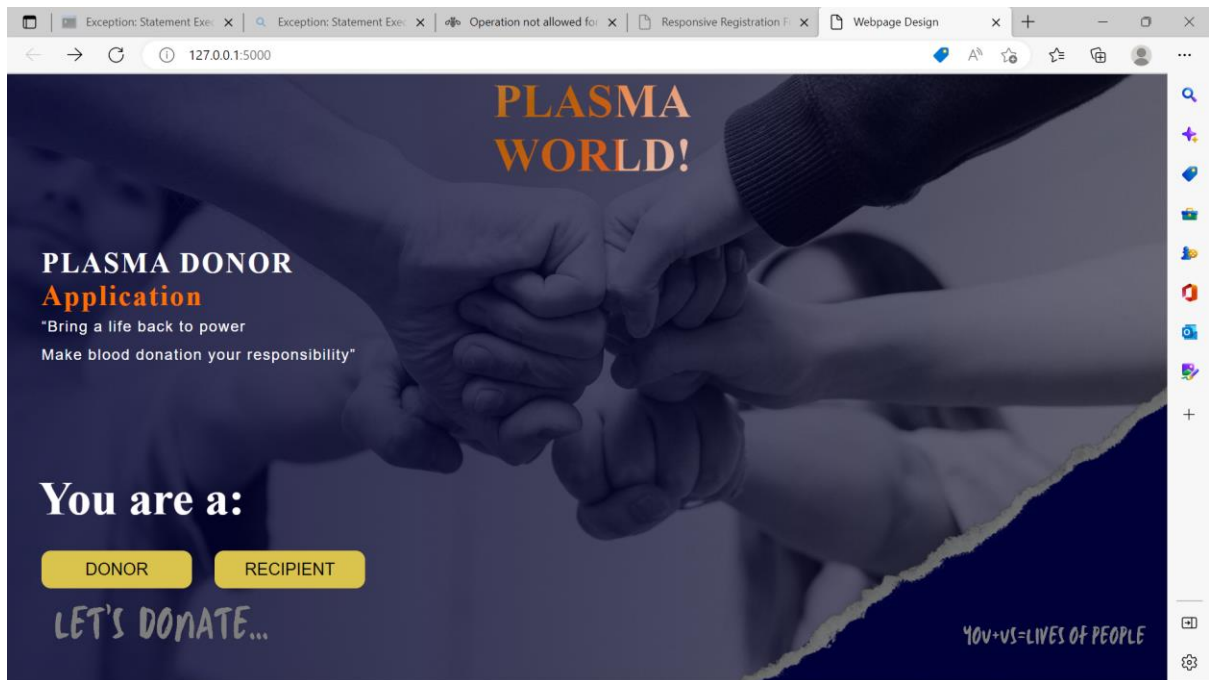 Exception: Statement Exec
Exception: Statement Exec
Operation not allowed for
Responsive Registration F
Webpage Design
127.0.0.1:5000
PLASMA
WORLD!
PLASMA DONOR
Application
"Bring a life back to power
Make blood donation your responsibility"
You are a:
DONOR
RECIPIENT
LET'S DONATE...
YOU+US=LIVES OF PEOPLE